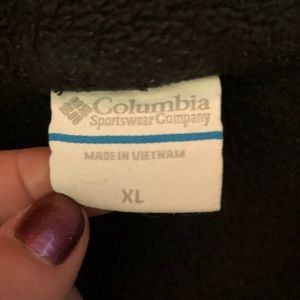 Columbia
Sportswear Company
MADE IN VIETNAM
XL